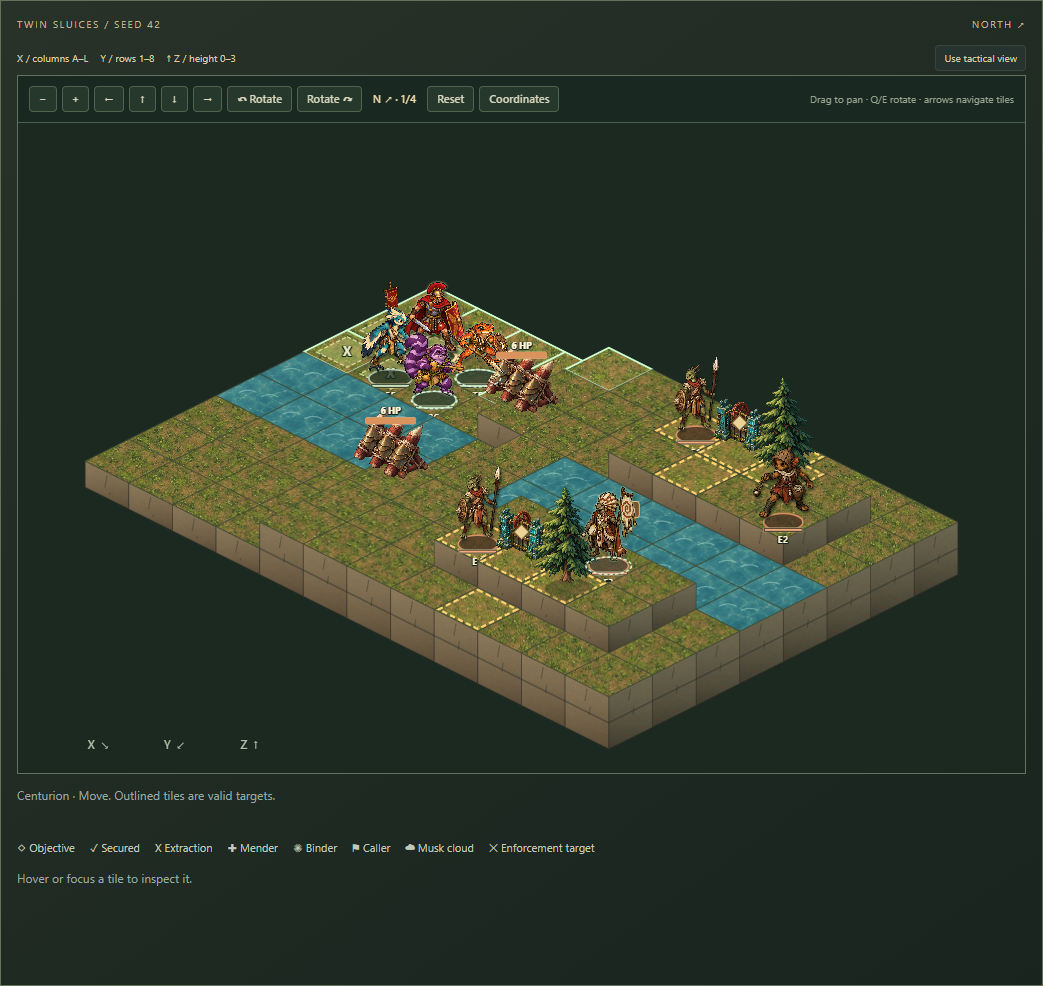 TWIN SLUICES / SEED 42
NORTH ↗
X / columns A–L Y / rows 1–8 ↑ Z / height 0–3
Use tactical view
− + ← ↑ ↓ → ↶ Rotate Rotate ↷ N ↗ · 1/4 Reset Coordinates
Drag to pan · Q/E rotate · arrows navigate tiles
6 HP
X
6 HP
E2
E
X ↘ Y ↙ Z ↑
Centurion · Move. Outlined tiles are valid targets.
◇ Objective ✓ Secured X Extraction ✚ Mender ❋ Binder ⚑ Caller ☁ Musk cloud ✕ Enforcement target
Hover or focus a tile to inspect it.